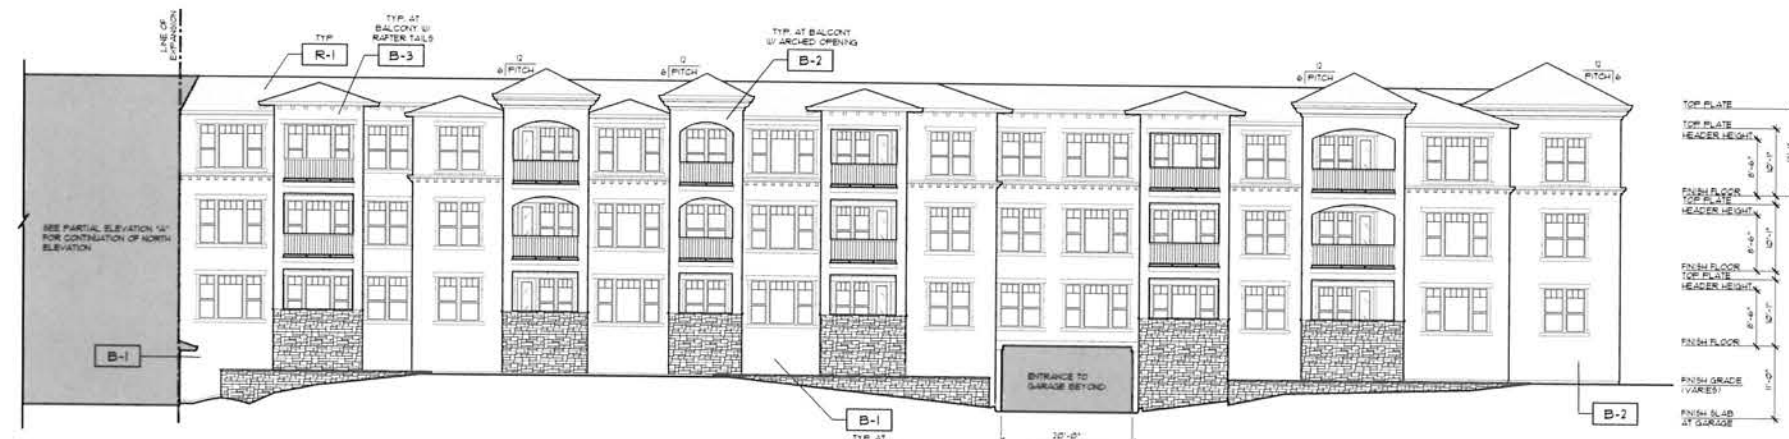 LINE OF
EXPANSION
TYP
R-1
TYP. AT
BALCONY W/
RAFTER TAILS
B-3
12
6 PITCH
12
6 PITCH
TYP. AT BALCONY
W/ ARCHED OPENING
B-2
12
6 PITCH
12
PITCH 6
SEE PARTIAL ELEVATION "A"
FOR CONTINUATION OF NORTH
ELEVATION
B-1
B-1
TYP. AT
ENTRANCE TO
GARAGE BEYOND
20'-0"
B-2
TOP PLATE
TOP PLATE
HEADER HEIGHT
8'-6"
10'-1"
FINISH FLOOR
TOP PLATE
HEADER HEIGHT
8'-6"
10'-1"
FINISH FLOOR
TOP PLATE
HEADER HEIGHT
8'-6"
10'-1"
FINISH FLOOR
11'-0"
FINISH GRADE
(VARIES)
FINISH SLAB
AT GARAGE